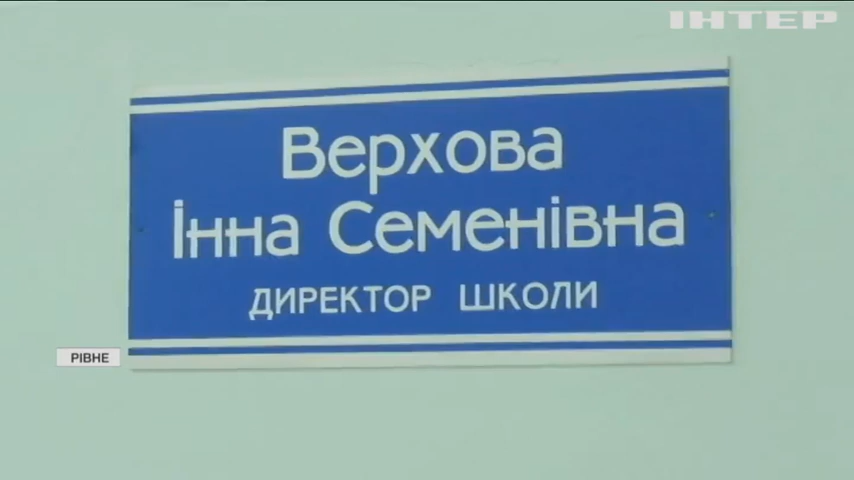 ІНТЕР
Верхова
Інна Семенівна
ДИРЕКТОР ШКОЛИ
РІВНЕ